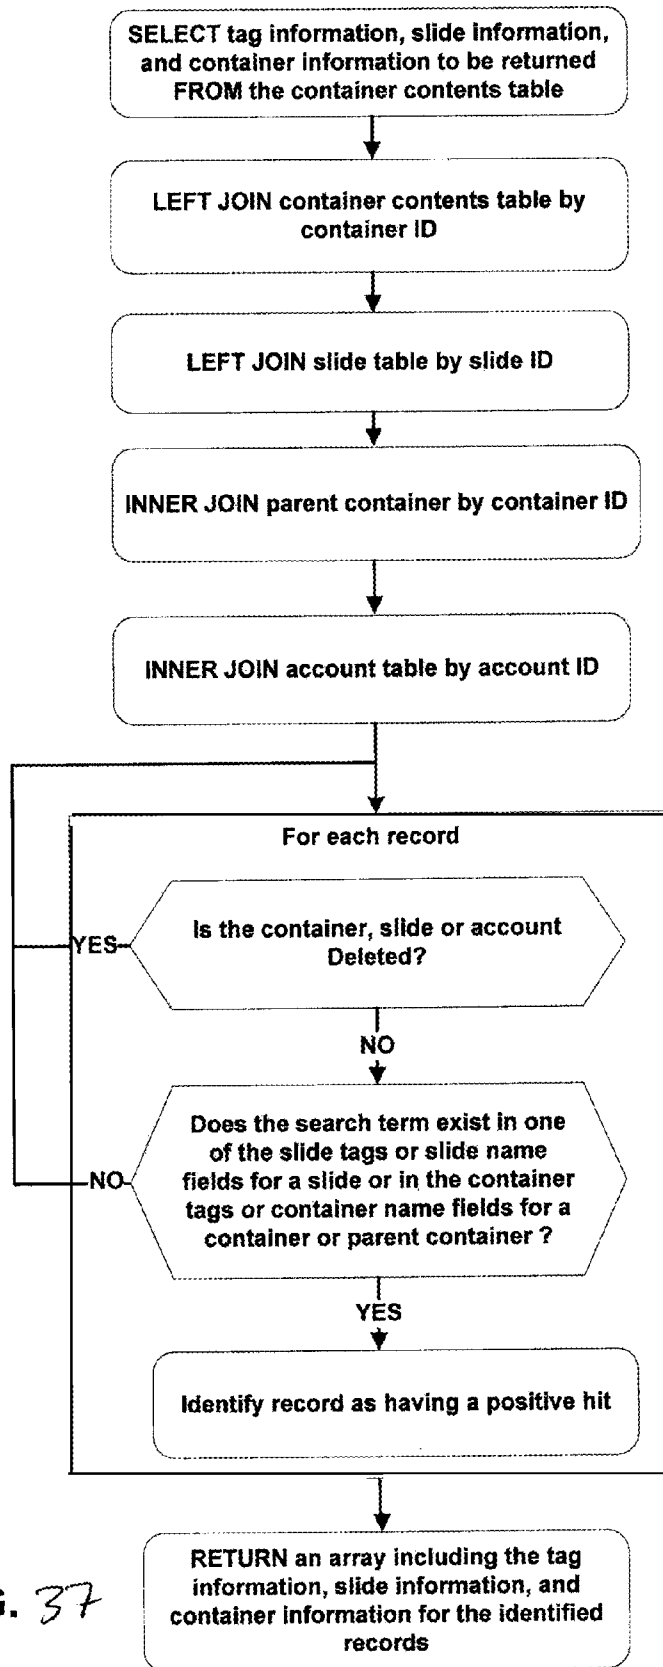 SELECT tag information, slide information,
and container information to be returned
FROM the container contents table
LEFT JOIN container contents table by
container ID
LEFT JOIN slide table by slide ID
INNER JOIN parent container by container ID
INNER JOIN account table by account ID
For each record
Is the container, slide or account
Deleted?
YES
NO
Does the search term exist in one
of the slide tags or slide name
fields for a slide or in the container
tags or container name fields for a
container or parent container ?
NO
YES
Identify record as having a positive hit
RETURN an array including the tag
information, slide information, and
container information for the identified
records
G. 37